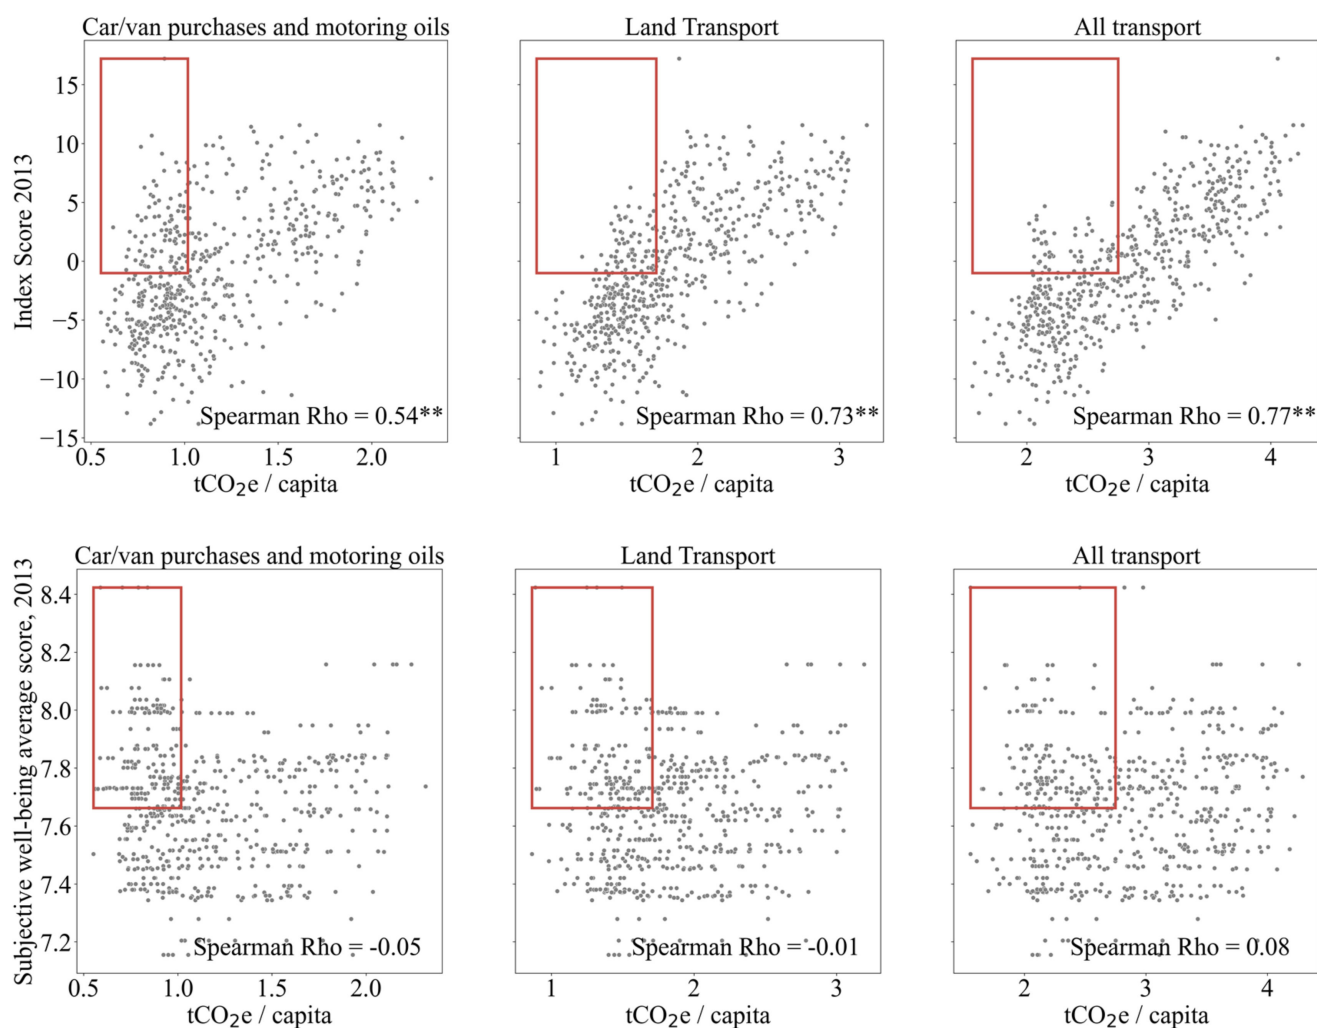 Car/van purchases and motoring oils
Land Transport
All transport
Index Score 2013
15
10
5
0
−5
−10
−15
Spearman Rho = 0.54**
Spearman Rho = 0.73**
Spearman Rho = 0.77**
0.5 1.0 1.5 2.0
1 2 3
2 3 4
tCO₂e / capita
tCO₂e / capita
tCO₂e / capita
Car/van purchases and motoring oils
Land Transport
All transport
Subjective well-being average score, 2013
8.4
8.2
8.0
7.8
7.6
7.4
7.2
Spearman Rho = -0.05
Spearman Rho = -0.01
Spearman Rho = 0.08
0.5 1.0 1.5 2.0
1 2 3
2 3 4
tCO₂e / capita
tCO₂e / capita
tCO₂e / capita